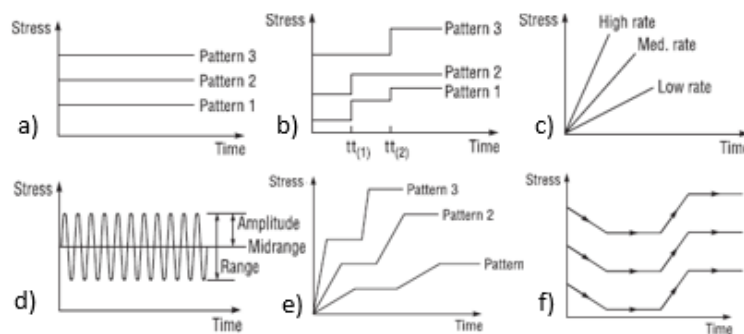 Stress
Pattern 3
Pattern 2
Pattern 1
a)
Time
Stress
Pattern 3
Pattern 2
Pattern 1
b)
tt(1)
tt(2)
Time
High rate
Med. rate
Low rate
c)
Time
Stress
Amplitude
Midrange
Range
d)
Time
Stress
Pattern 3
Pattern 2
Pattern
e)
Time
Stress
f)
Time